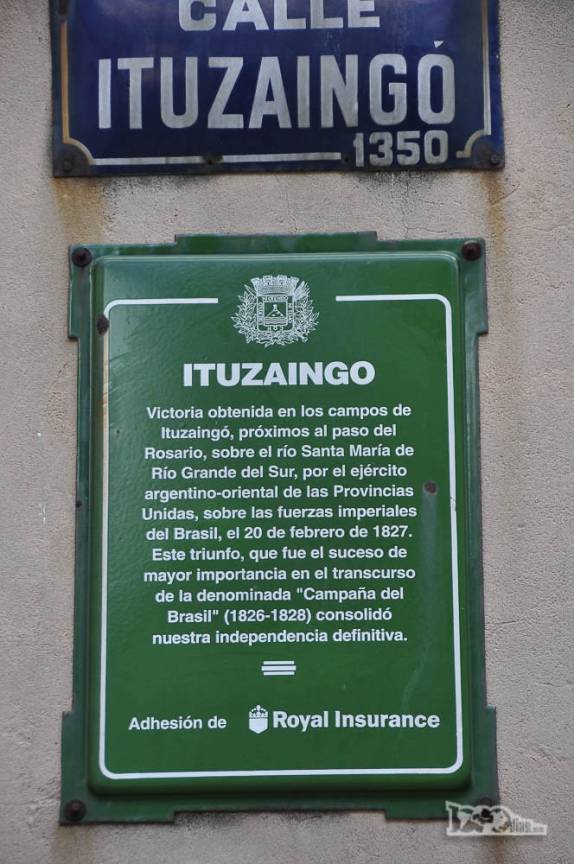 CALLE
ITUZAINGÓ
1350
ITUZAINGO
Victoria obtenida en los campos de
Ituzaingó, próximos al paso del
Rosario, sobre el río Santa María de
Río Grande del Sur, por el ejército
argentino-oriental de las Provincias
Unidas, sobre las fuerzas imperiales
del Brasil, el 20 de febrero de 1827.
Este triunfo, que fue el suceso de
mayor importancia en el transcurso
de la denominada "Campaña del
Brasil" (1826-1828) consolidó
nuestra independencia definitiva.
Adhesión de Royal Insurance